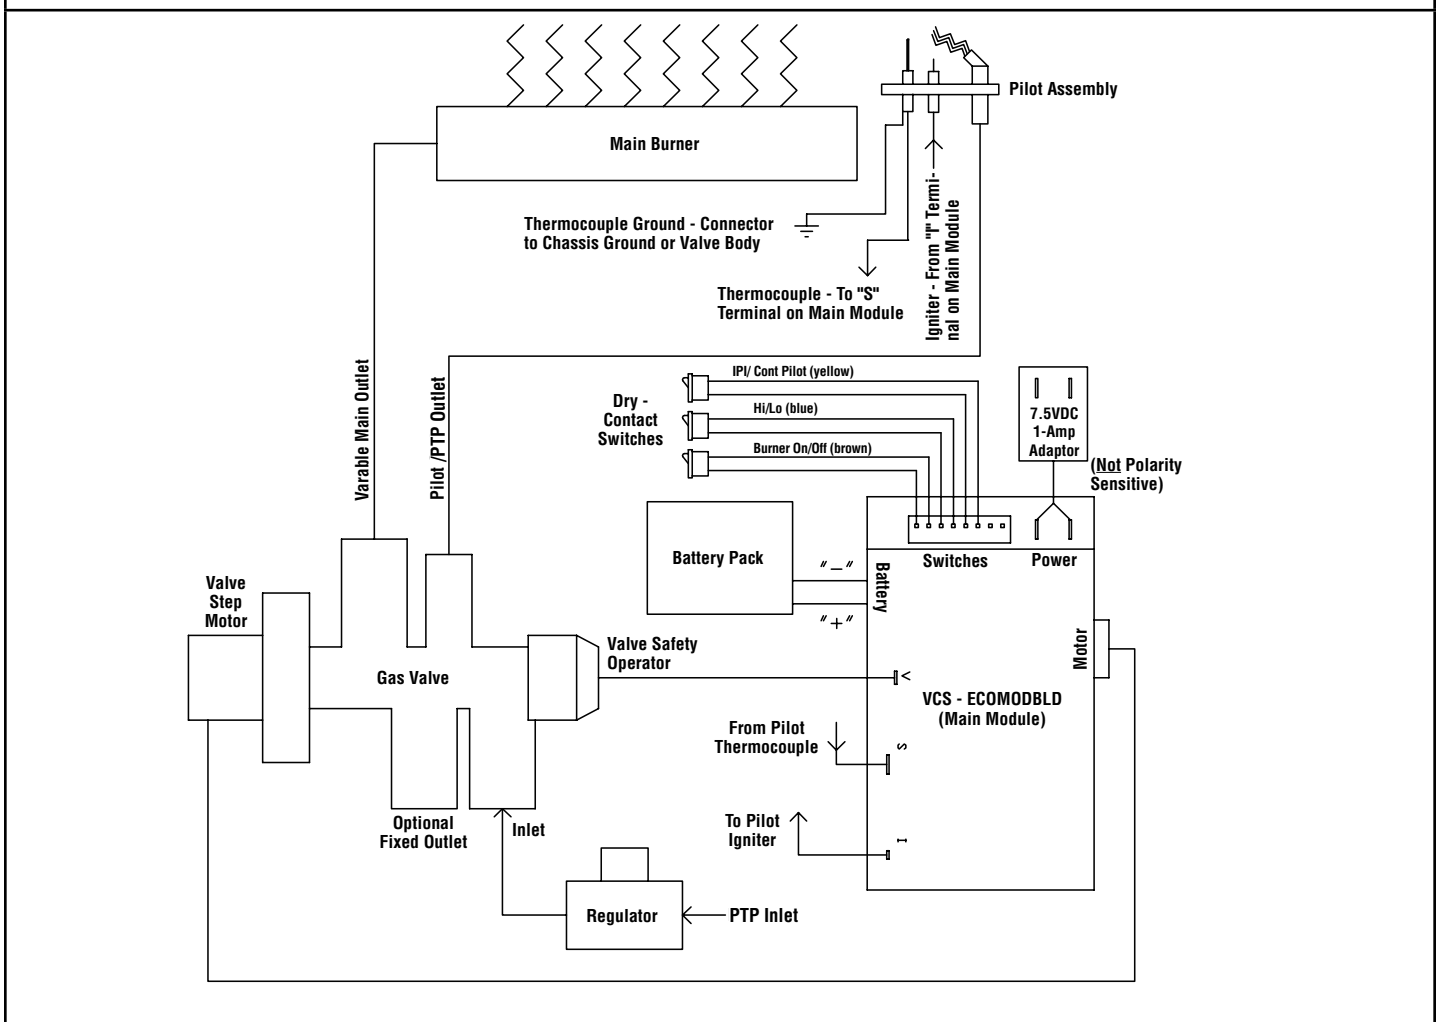 Main Burner
Pilot Assembly
Thermocouple Ground - Connector
to Chassis Ground or Valve Body
Thermocouple - To "S"
Terminal on Main Module
Igniter - From "I" Termi-
nal on Main Module
Varable Main Outlet
Pilot /PTP Outlet
Dry -
Contact
Switches
IPI/ Cont Pilot (yellow)
Hi/Lo (blue)
Burner On/Off (brown)
7.5VDC
1-Amp
Adaptor
(Not Polarity
Sensitive)
Battery Pack
"—"
"+"
Battery
Switches
Power
Motor
Valve
Step
Motor
Gas Valve
Valve Safety
Operator
V
VCS - ECOMODBLD
(Main Module)
From Pilot
Thermocouple
S
To Pilot
Igniter
I
Optional
Fixed Outlet
Inlet
Regulator
PTP Inlet